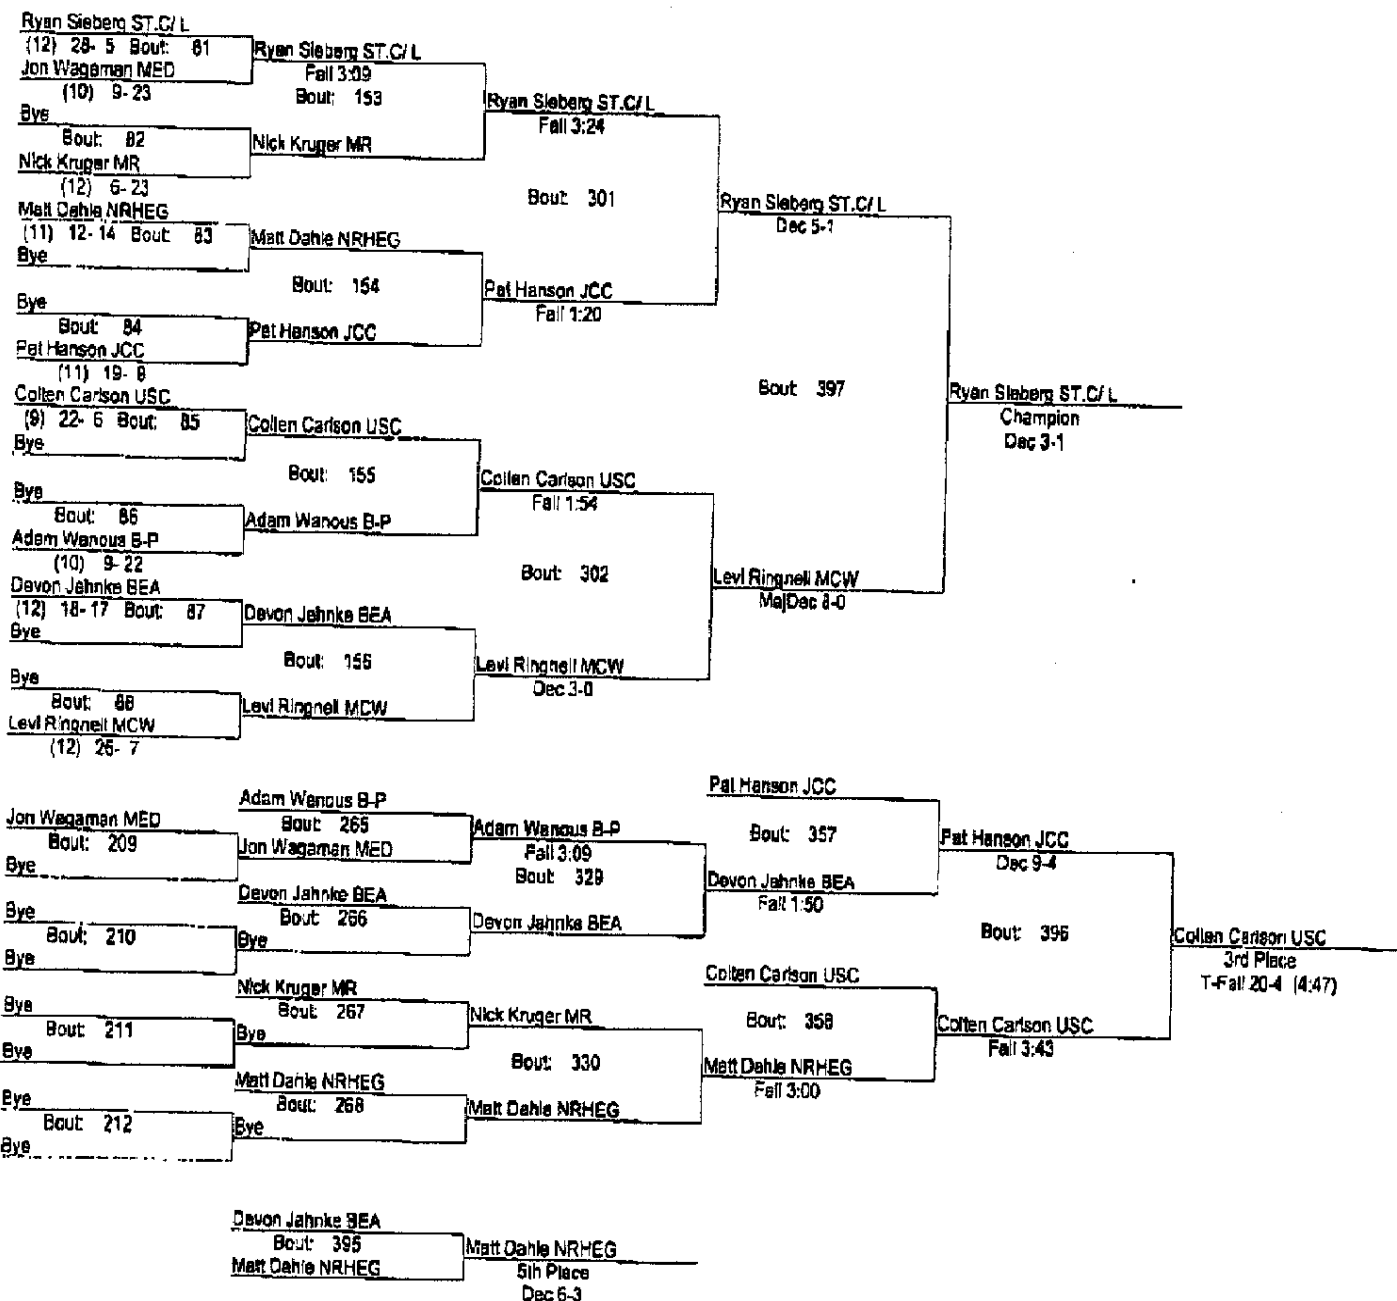 Ryan Sieberg ST.C/ L
(12) 28- 5 Bout: 81
Jon Wagaman MED
(10) 9- 23
Bye
Bout: 82
Nick Kruger MR
(12) 6- 23
Matt Dahle NRHEG
(11) 12- 14 Bout: 83
Bye
Bye
Bout: 84
Pat Hanson JCC
(11) 19- 8
Colten Carlson USC
(9) 22- 6 Bout: 85
Bye
Bye
Bout: 86
Adam Wanous B-P
(10) 9- 22
Devon Jahnke BEA
(12) 18- 17 Bout: 87
Bye
Bye
Bout: 88
Levi Ringnell MCW
(12) 26- 7
Ryan Sieberg ST.C/ L
Fall 3:09
Bout: 153
Nick Kruger MR
Matt Dahle NRHEG
Bout: 154
Pat Hanson JCC
Colten Carlson USC
Bout: 155
Adam Wanous B-P
Devon Jahnke BEA
Bout: 156
Levi Ringnell MCW
Ryan Sieberg ST.C/ L
Fall 3:24
Bout: 301
Pat Hanson JCC
Fall 1:20
Colten Carlson USC
Fall 1:54
Bout: 302
Levi Ringnell MCW
Dec 3-0
Ryan Sieberg ST.C/ L
Dec 5-1
Bout: 397
Levi Ringnell MCW
MajDec 8-0
Ryan Sieberg ST.C/ L
Champion
Dec 3-1
Jon Wagaman MED
Bout: 209
Bye
Bye
Bout: 210
Bye
Bye
Bout: 211
Bye
Bye
Bout: 212
Bye
Adam Wanous B-P
Bout: 265
Jon Wagaman MED
Devon Jahnke BEA
Bout: 266
Bye
Nick Kruger MR
Bout: 267
Bye
Matt Dahle NRHEG
Bout: 268
Bye
Adam Wanous B-P
Fall 3:09
Bout: 329
Devon Jahnke BEA
Nick Kruger MR
Bout: 330
Matt Dahle NRHEG
Pat Hanson JCC
Bout: 357
Devon Jahnke BEA
Fall 1:50
Colten Carlson USC
Bout: 358
Matt Dahle NRHEG
Fall 3:00
Pat Hanson JCC
Dec 9-4
Bout: 396
Colten Carlson USC
Fall 3:43
Colten Carlson USC
3rd Place
T-Fall 20-4 (4:47)
Devon Jahnke BEA
Bout: 395
Matt Dahle NRHEG
Matt Dahle NRHEG
5th Place
Dec 6-3